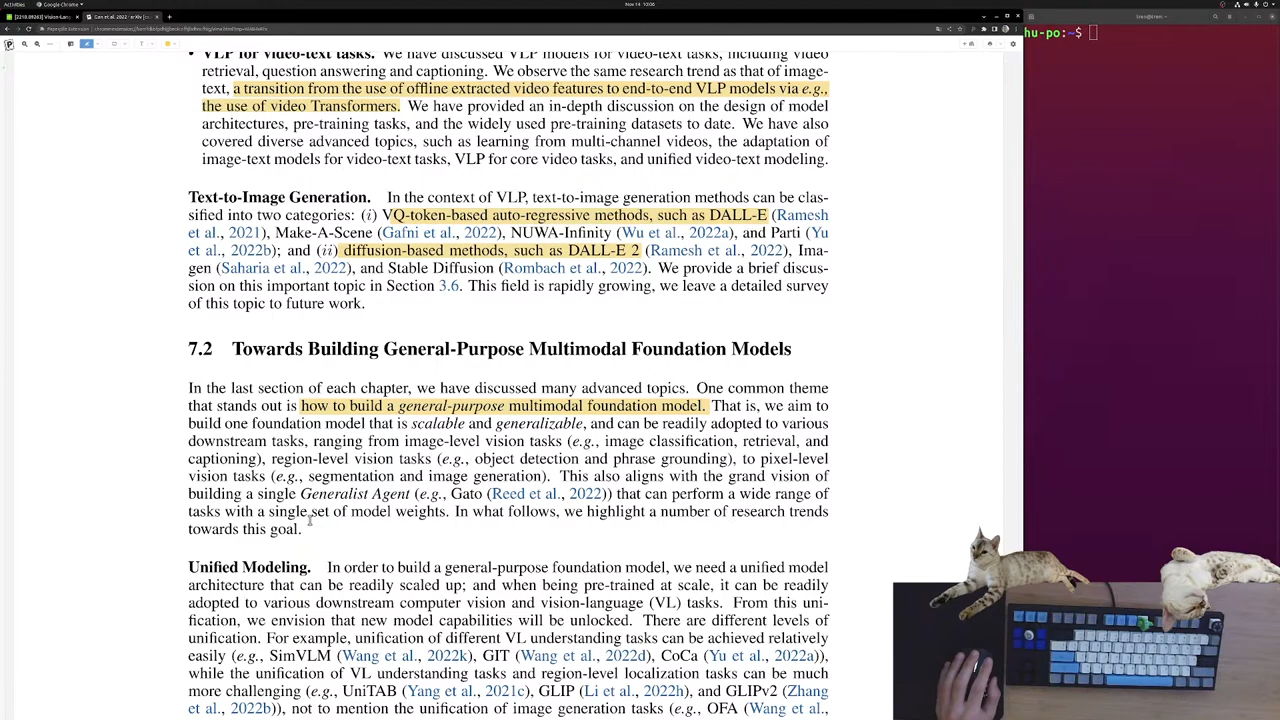 Activities
Google Chrome
Nov 14 10:06
[2210.09263] Vision-Lang
Gan et al. 2022 - arXiv
tren@tren:
hu-po:~$
• VLP for video-text tasks. We have discussed VLP models for video-text tasks, including video
retrieval, question answering and captioning. We observe the same research trend as that of image-
text, a transition from the use of offline extracted video features to end-to-end VLP models via e.g.,
the use of video Transformers. We have provided an in-depth discussion on the design of model
architectures, pre-training tasks, and the widely used pre-training datasets to date. We have also
covered diverse advanced topics, such as learning from multi-channel videos, the adaptation of
image-text models for video-text tasks, VLP for core video tasks, and unified video-text modeling.
Text-to-Image Generation. In the context of VLP, text-to-image generation methods can be clas-
sified into two categories: (i) VQ-token-based auto-regressive methods, such as DALL-E (Ramesh
et al., 2021), Make-A-Scene (Gafni et al., 2022), NUWA-Infinity (Wu et al., 2022a), and Parti (Yu
et al., 2022b); and (ii) diffusion-based methods, such as DALL-E 2 (Ramesh et al., 2022), Ima-
gen (Saharia et al., 2022), and Stable Diffusion (Rombach et al., 2022). We provide a brief discus-
sion on this important topic in Section 3.6. This field is rapidly growing, we leave a detailed survey
of this topic to future work.
7.2 Towards Building General-Purpose Multimodal Foundation Models
In the last section of each chapter, we have discussed many advanced topics. One common theme
that stands out is how to build a general-purpose multimodal foundation model. That is, we aim to
build one foundation model that is scalable and generalizable, and can be readily adopted to various
downstream tasks, ranging from image-level vision tasks (e.g., image classification, retrieval, and
captioning), region-level vision tasks (e.g., object detection and phrase grounding), to pixel-level
vision tasks (e.g., segmentation and image generation). This also aligns with the grand vision of
building a single Generalist Agent (e.g., Gato (Reed et al., 2022)) that can perform a wide range of
tasks with a single set of model weights. In what follows, we highlight a number of research trends
towards this goal.
Unified Modeling. In order to build a general-purpose foundation model, we need a unified model
architecture that can be readily scaled up; and when being pre-trained at scale, it can be readily
adopted to various downstream computer vision and vision-language (VL) tasks. From this uni-
fication, we envision that new model capabilities will be unlocked. There are different levels of
unification. For example, unification of different VL understanding tasks can be achieved relatively
easily (e.g., SimVLM (Wang et al., 2022k), GIT (Wang et al., 2022d), CoCa (Yu et al., 2022a)),
while the unification of VL understanding tasks and region-level localization tasks can be much
more challenging (e.g., UniTAB (Yang et al., 2021c), GLIP (Li et al., 2022h), and GLIPv2 (Zhang
et al., 2022b)), not to mention the unification of image generation tasks (e.g., OFA (Wang et al.,